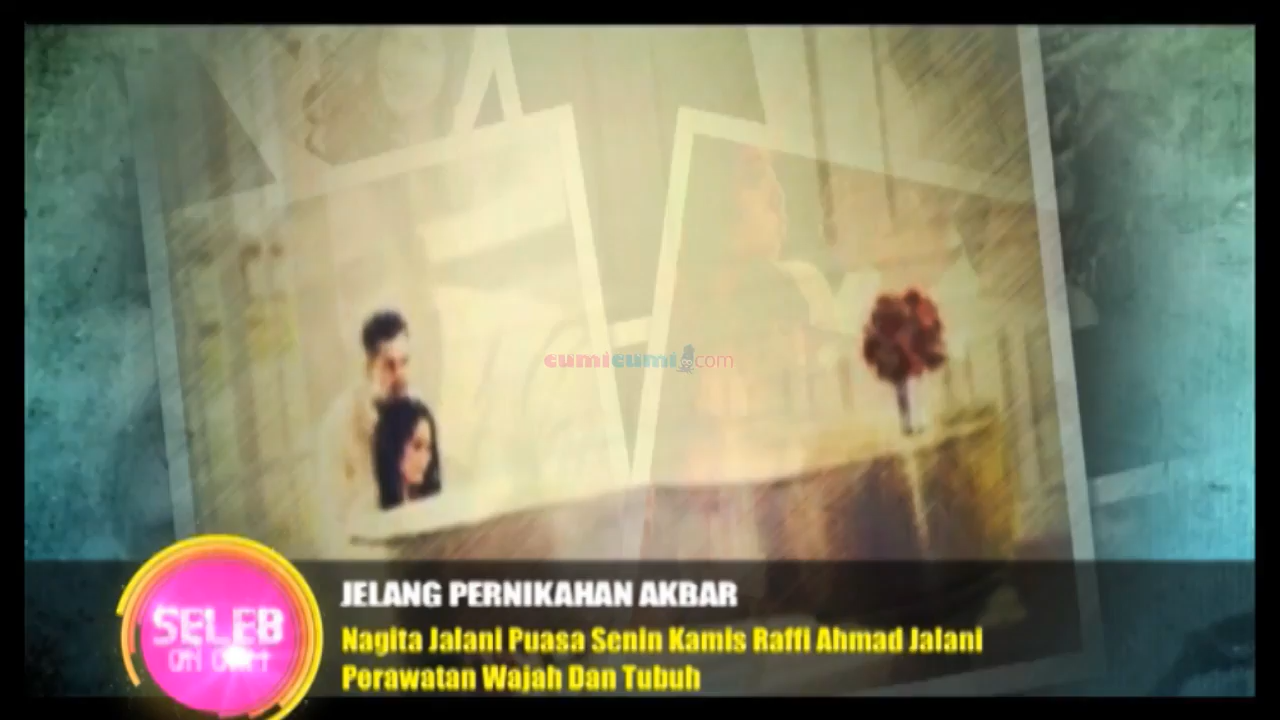 cumicumi.com
JELANG PERNIKAHAN AKBAR
Nagita Jalani Puasa Senin Kamis Raffi Ahmad Jalani
Perawatan Wajah Dan Tubuh
SELEB